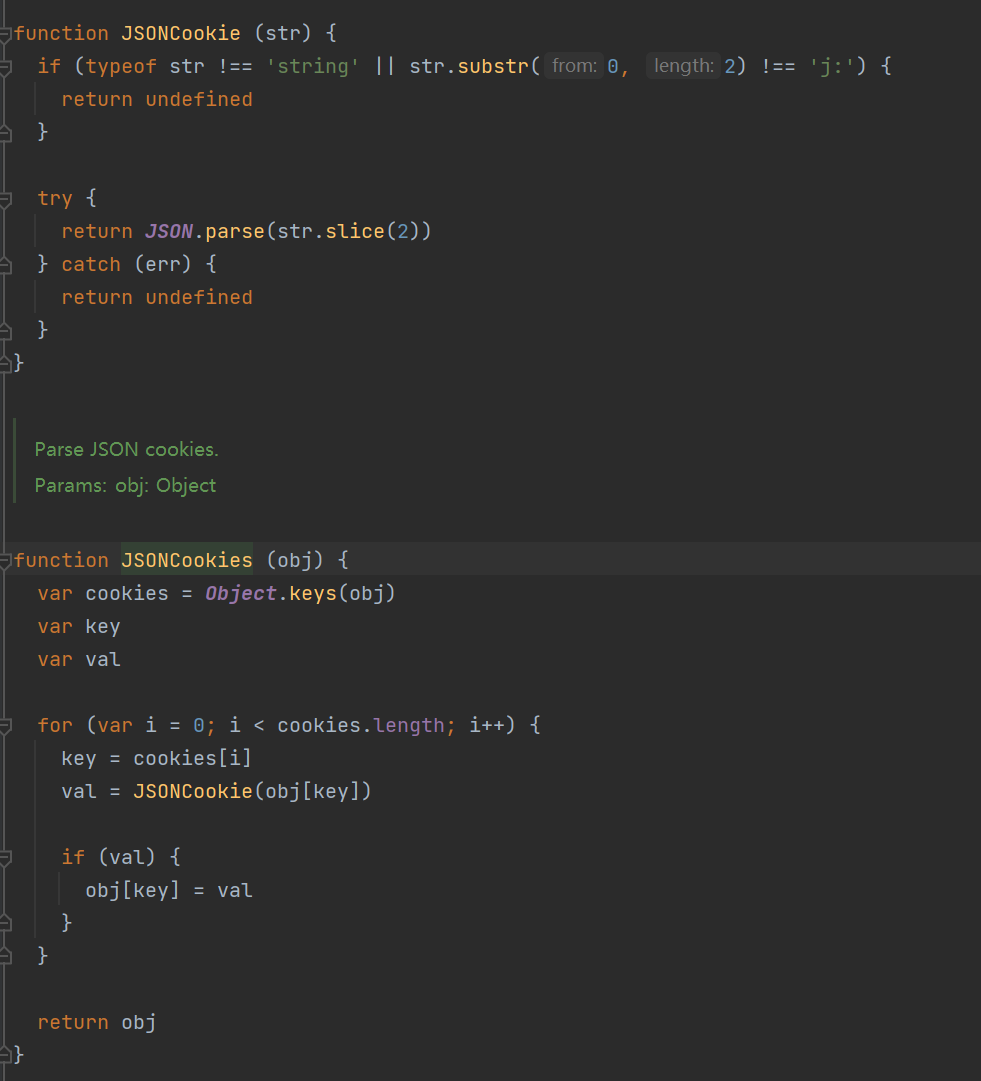 function JSONCookie (str) {
  if (typeof str !== 'string' || str.substr( from: 0, length: 2) !== 'j:') {
    return undefined
  }
  try {
    return JSON.parse(str.slice(2))
  } catch (err) {
    return undefined
  }
}
Parse JSON cookies.
Params: obj: Object
function JSONCookies (obj) {
  var cookies = Object.keys(obj)
  var key
  var val
  for (var i = 0; i < cookies.length; i++) {
    key = cookies[i]
    val = JSONCookie(obj[key])
    if (val) {
      obj[key] = val
    }
  }
  return obj
}